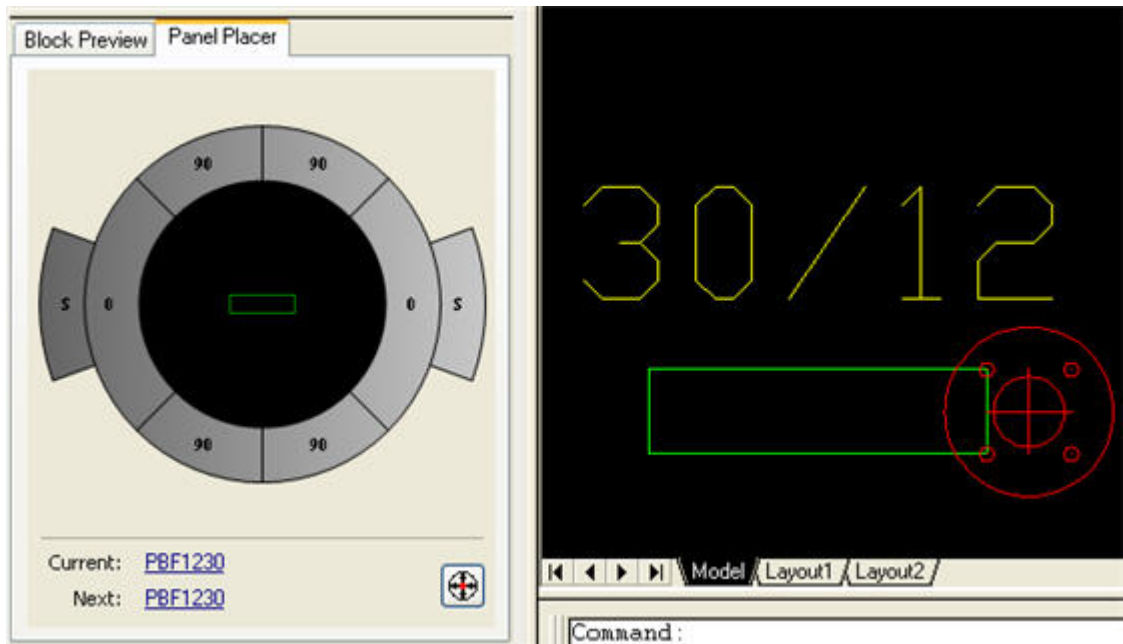 Block Preview Panel Placer
90 90
S 0 0 S
90 90
Current: PBF1230
Next: PBF1230
30/12
Model Layout1 Layout2
Command: